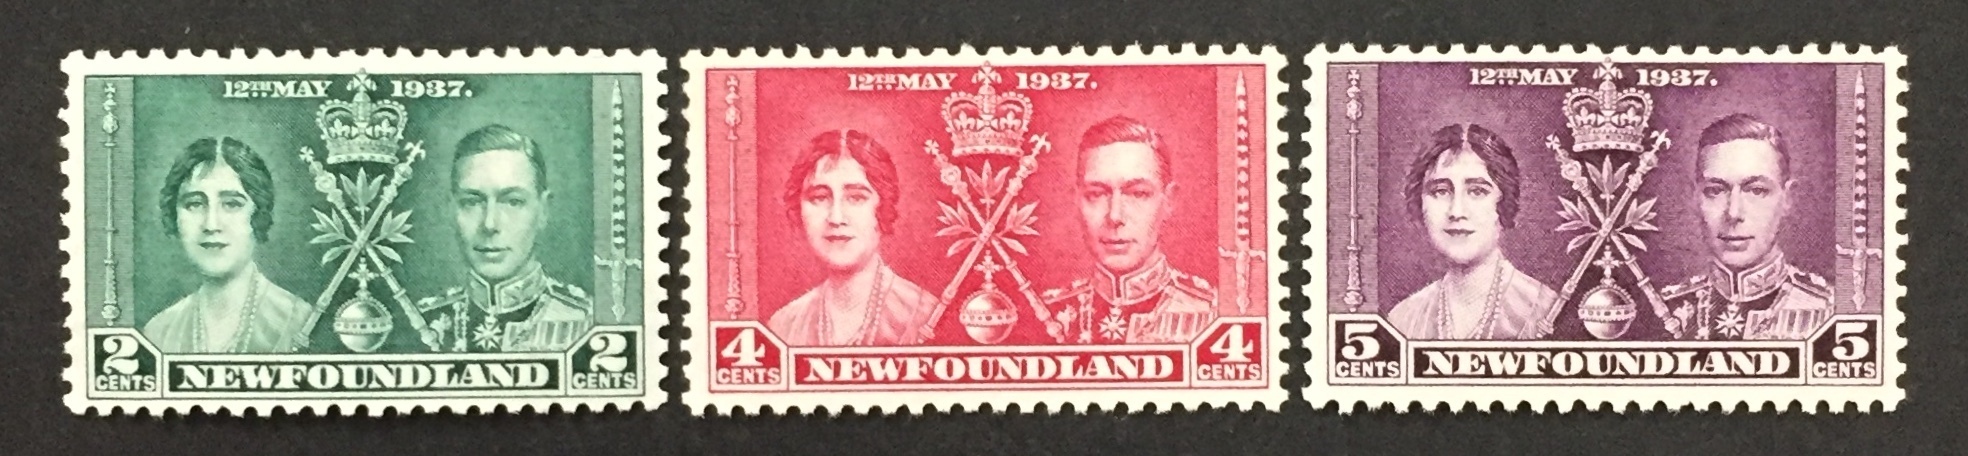 12TH MAY 1937.
2 CENTS NEWFOUNDLAND 2 CENTS
12TH MAY 1937.
4 CENTS NEWFOUNDLAND 4 CENTS
12TH MAY 1937.
5 CENTS NEWFOUNDLAND 5 CENTS